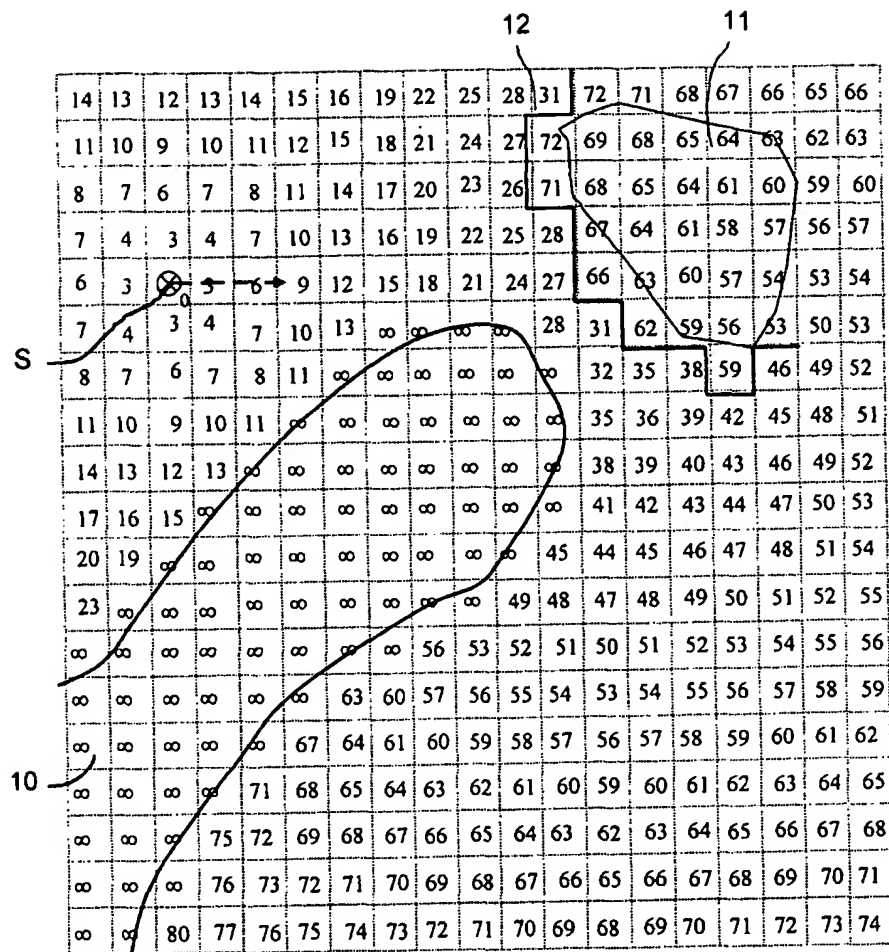 12 11
14 13 12 13 14 15 16 19 22 25 28 31 72 71 68 67 66 65 66
11 10 9 10 11 12 15 18 21 24 27 72 69 68 65 64 63 62 63
8 7 6 7 8 11 14 17 20 23 26 71 68 65 64 61 60 59 60
7 4 3 4 7 10 13 16 19 22 25 28 67 64 61 58 57 56 57
6 3 0 3 6 9 12 15 18 21 24 27 66 63 60 57 54 53 54
S 7 4 3 4 7 10 13 ∞ ∞ ∞ ∞ 28 31 62 59 56 53 50 53
8 7 6 7 8 11 ∞ ∞ ∞ ∞ ∞ ∞ 32 35 38 59 46 49 52
11 10 9 10 11 ∞ ∞ ∞ ∞ ∞ ∞ ∞ 35 36 39 42 45 48 51
14 13 12 13 ∞ ∞ ∞ ∞ ∞ ∞ ∞ ∞ 38 39 40 43 46 49 52
17 16 15 ∞ ∞ ∞ ∞ ∞ ∞ ∞ ∞ ∞ 41 42 43 44 47 50 53
20 19 ∞ ∞ ∞ ∞ ∞ ∞ ∞ ∞ ∞ 45 44 45 46 47 48 51 54
23 ∞ ∞ ∞ ∞ ∞ ∞ ∞ ∞ ∞ 49 48 47 48 49 50 51 52 55
∞ ∞ ∞ ∞ ∞ ∞ ∞ ∞ 56 53 52 51 50 51 52 53 54 55 56
∞ ∞ ∞ ∞ ∞ ∞ 63 60 57 56 55 54 53 54 55 56 57 58 59
10 ∞ ∞ ∞ ∞ ∞ 67 64 61 60 59 58 57 56 57 58 59 60 61 62
∞ ∞ ∞ ∞ 71 68 65 64 63 62 61 60 59 60 61 62 63 64 65
∞ ∞ ∞ 75 72 69 68 67 66 65 64 63 62 63 64 65 66 67 68
∞ ∞ ∞ 76 73 72 71 70 69 68 67 66 65 66 67 68 69 70 71
∞ ∞ 80 77 76 75 74 73 72 71 70 69 68 69 70 71 72 73 74